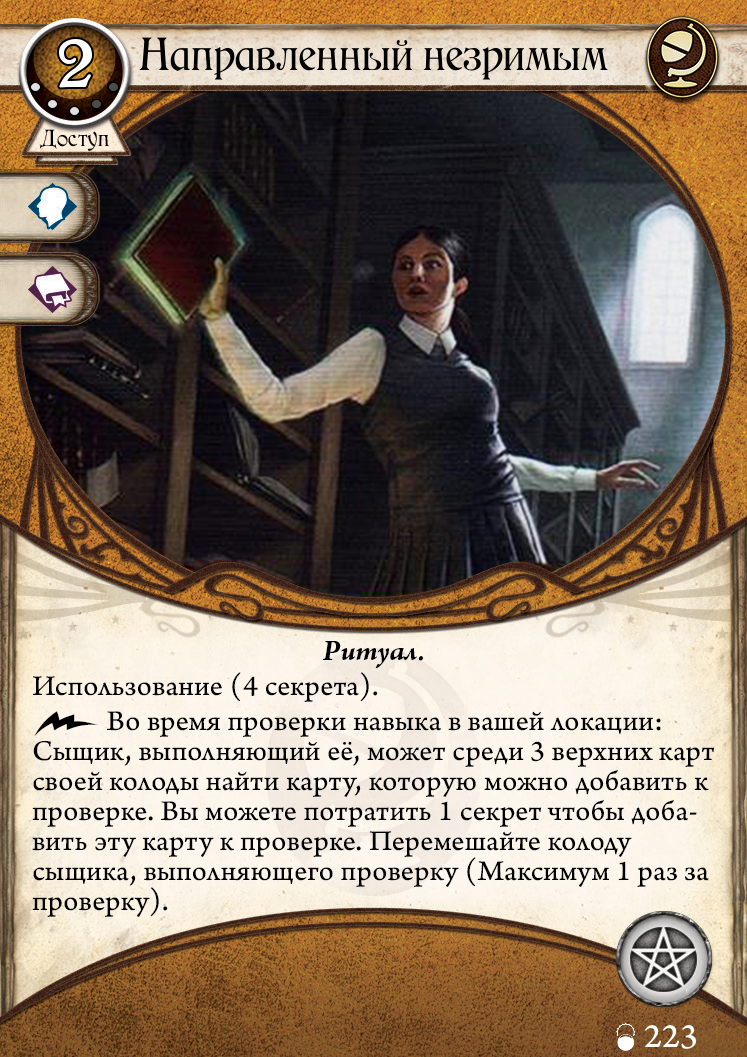 2
Направленный незримым
Доступ
Ритуал.
Использование (4 секрета).
Во время проверки навыка в вашей локации:
Сыщик, выполняющий её, может среди 3 верхних карт
своей колоды найти карту, которую можно добавить к
проверке. Вы можете потратить 1 секрет чтобы доба-
вить эту карту к проверке. Перемешайте колоду
сыщика, выполняющего проверку (Максимум 1 раз за
проверку).
223